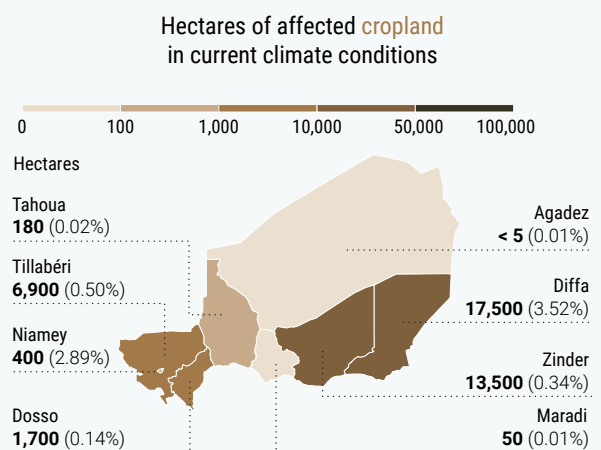 Hectares of affected cropland
in current climate conditions
0 100 1,000 10,000 50,000 100,000
Hectares
Tahoua
180 (0.02%)
Tillabéri
6,900 (0.50%)
Niamey
400 (2.89%)
Dosso
1,700 (0.14%)
Agadez
< 5 (0.01%)
Diffa
17,500 (3.52%)
Zinder
13,500 (0.34%)
Maradi
50 (0.01%)